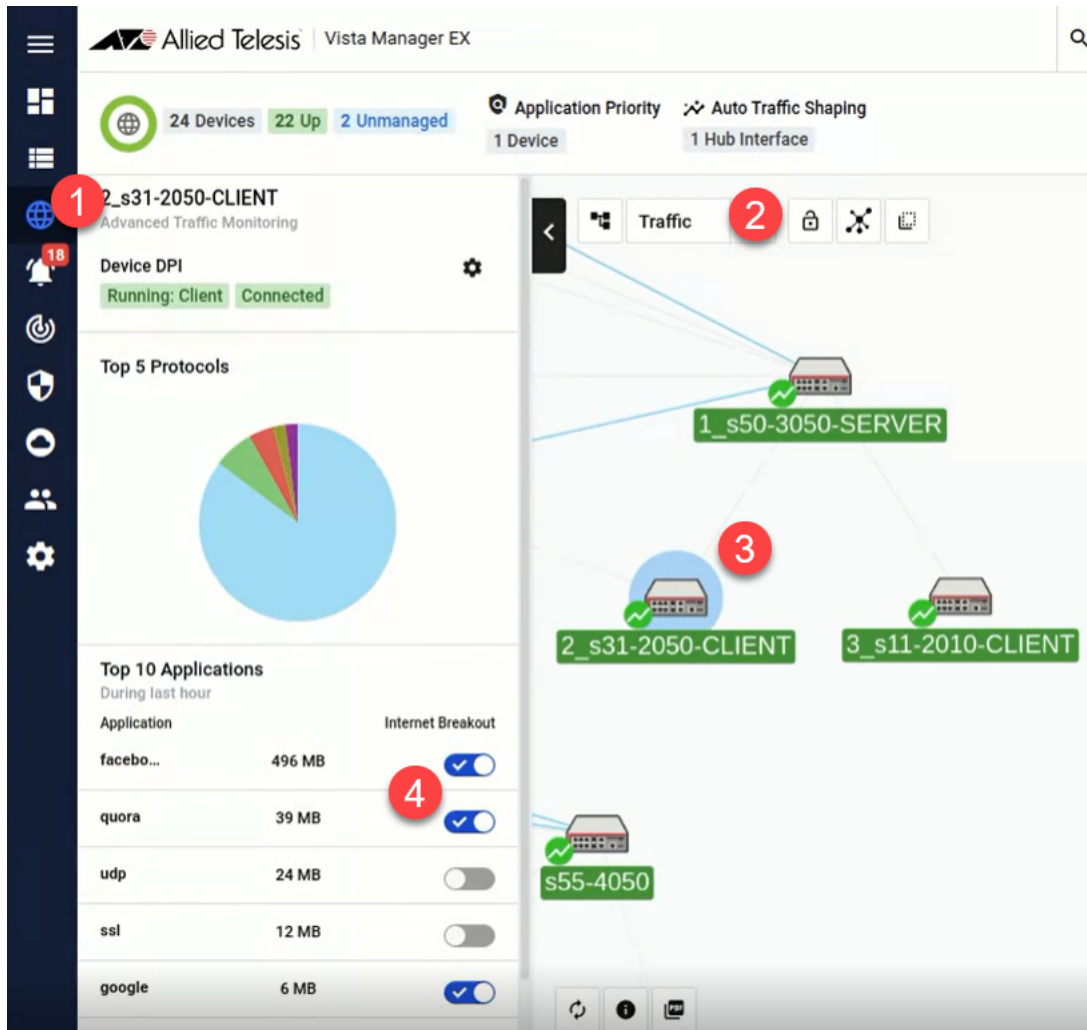 Allied Telesis | Vista Manager EX
24 Devices 22 Up 2 Unmanaged
Application Priority
1 Device
Auto Traffic Shaping
1 Hub Interface
1
2_s31-2050-CLIENT
Advanced Traffic Monitoring
18
Device DPI
Running: Client Connected
Top 5 Protocols
Top 10 Applications
During last hour
Application Internet Breakout
facebo... 496 MB
4
quora 39 MB
udp 24 MB
ssl 12 MB
google 6 MB
Traffic
2
1_s50-3050-SERVER
3
2_s31-2050-CLIENT
3_s11-2010-CLIENT
s55-4050
PDF